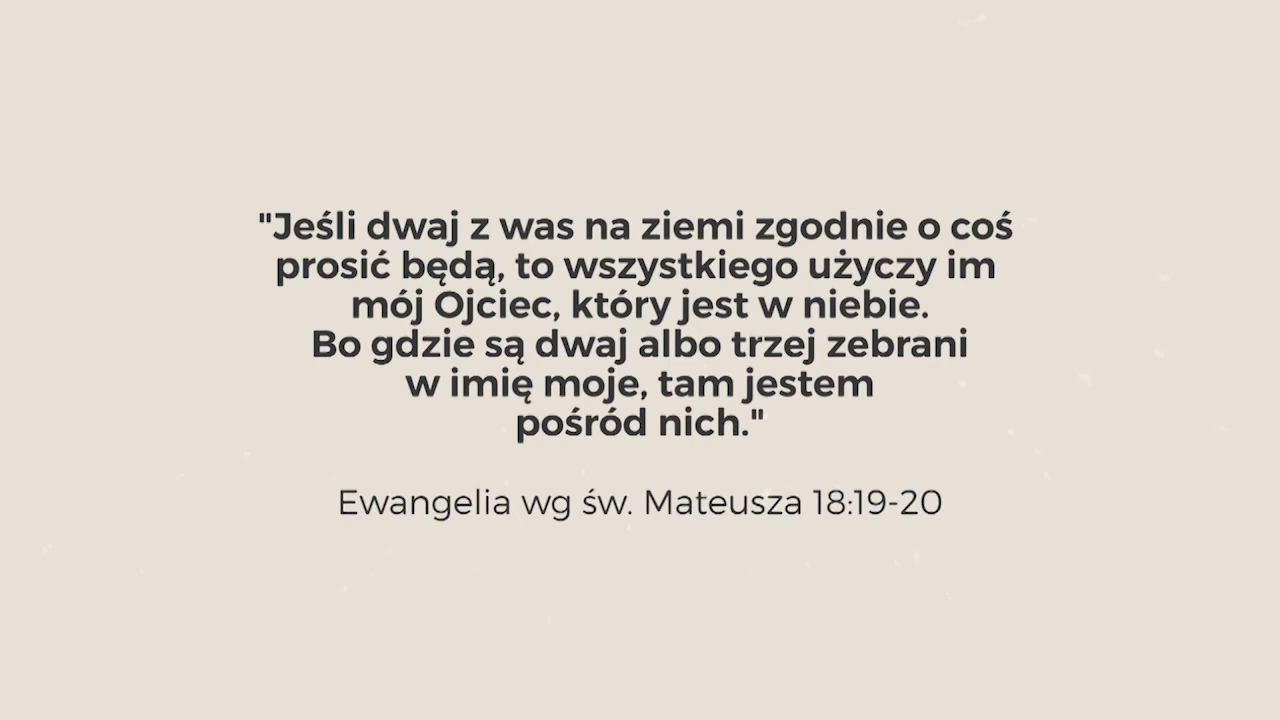 "Jeśli dwaj z was na ziemi zgodnie o coś
prosić będą, to wszystkiego użyczy im
mój Ojciec, który jest w niebie.
Bo gdzie są dwaj albo trzej zebrani
w imię moje, tam jestem
pośród nich."
Ewangelia wg św. Mateusza 18:19-20